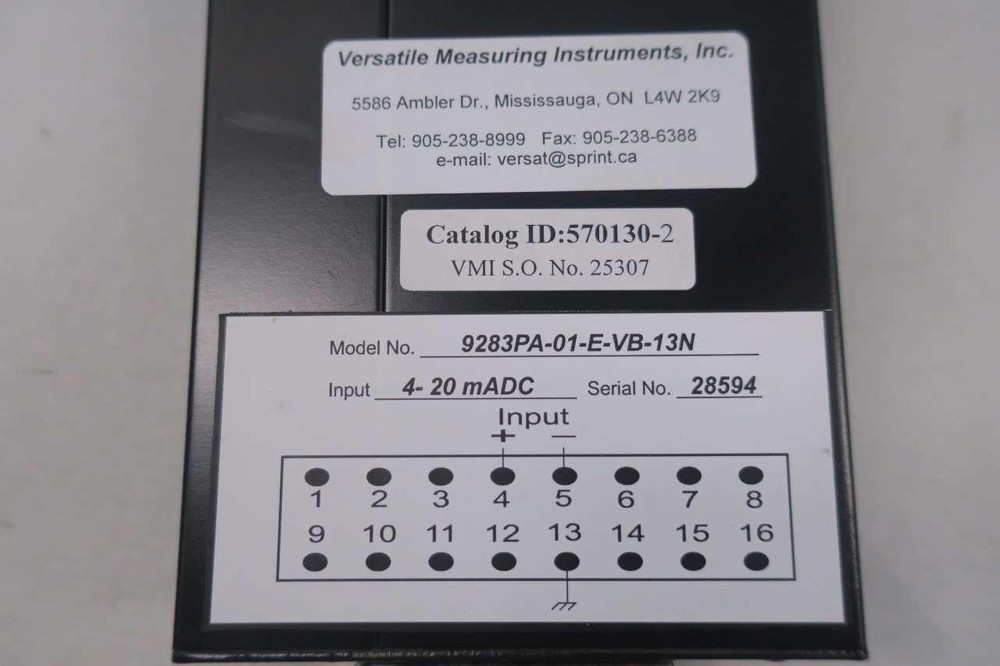 Versatile Measuring Instruments, Inc.
5586 Ambler Dr., Mississauga, ON L4W 2K9
Tel: 905-238-8999 Fax: 905-238-6388
e-mail: versat@sprint.ca
Catalog ID:570130-2
VMI S.O. No. 25307
Model No. 9283PA-01-E-VB-13N
Input 4- 20 mADC Serial No. 28594
Input
+ −
1 2 3 4 5 6 7 8
9 10 11 12 13 14 15 16